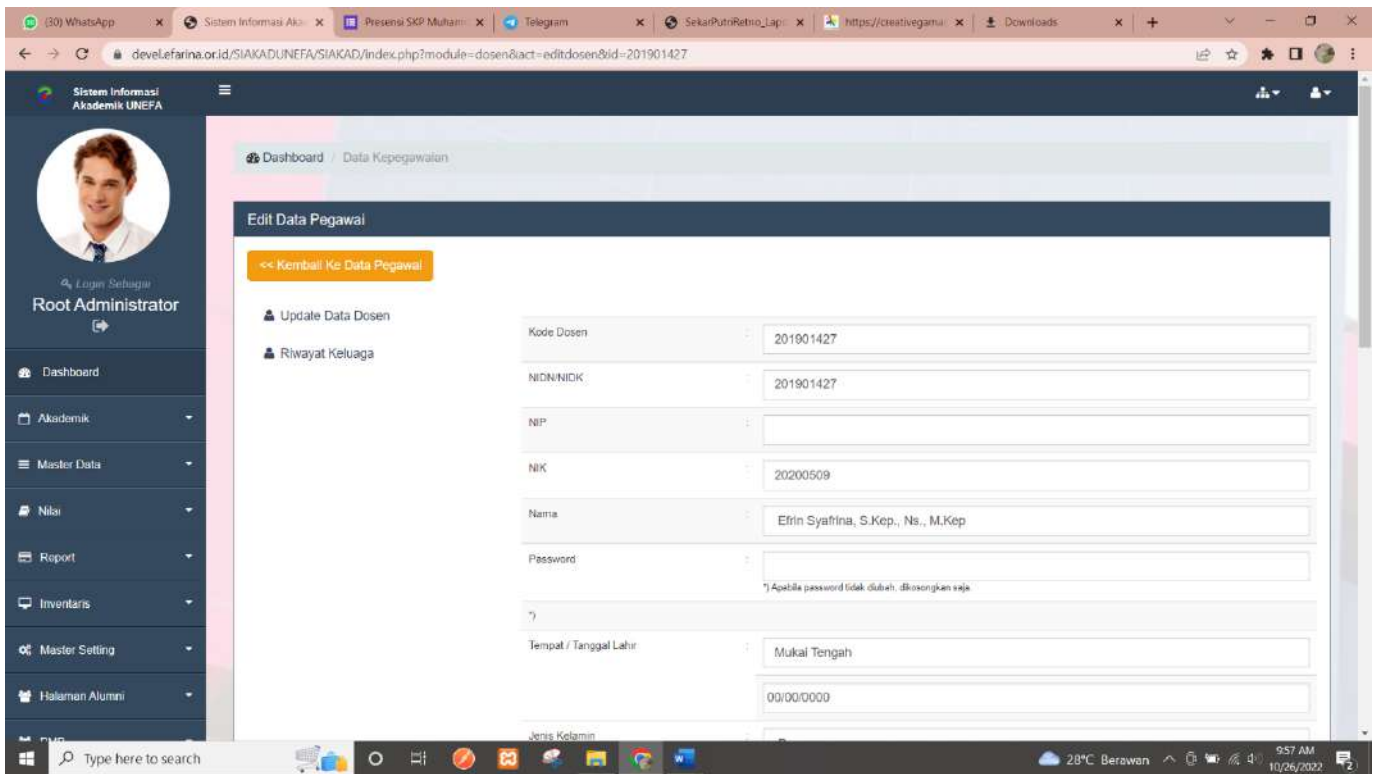 (30) WhatsApp
Sistem Informasi Aka
Presensi SKP Muham
Telegram
SekarPutriRetno_Lap
https://creativegama
Downloads
devel.efarina.or.id/SIAKADUNEFA/SIAKAD/index.php?module=dosen&act=editdosen&id=201901427
Sistem Informasi
Akademik UNEFA
Login Sebagai
Root Administrator
Dashboard
Akademik
Master Data
Nilai
Report
Inventaris
Master Setting
Halaman Alumni
Dashboard / Data Kepegawaian
Edit Data Pegawai
<< Kembali Ke Data Pegawai
Update Data Dosen
Riwayat Keluaga
Kode Dosen : 201901427
NIDN/NIDK : 201901427
NIP :
NIK : 20200509
Nama : Efrin Syafrina, S.Kep., Ns., M.Kep
Password :
*) Apabila password tidak diubah, dikosongkan saja.
*)
Tempat / Tanggal Lahir : Mukai Tengah
00/00/0000
Jenis Kelamin
Type here to search
28°C Berawan
9:57 AM
10/26/2022